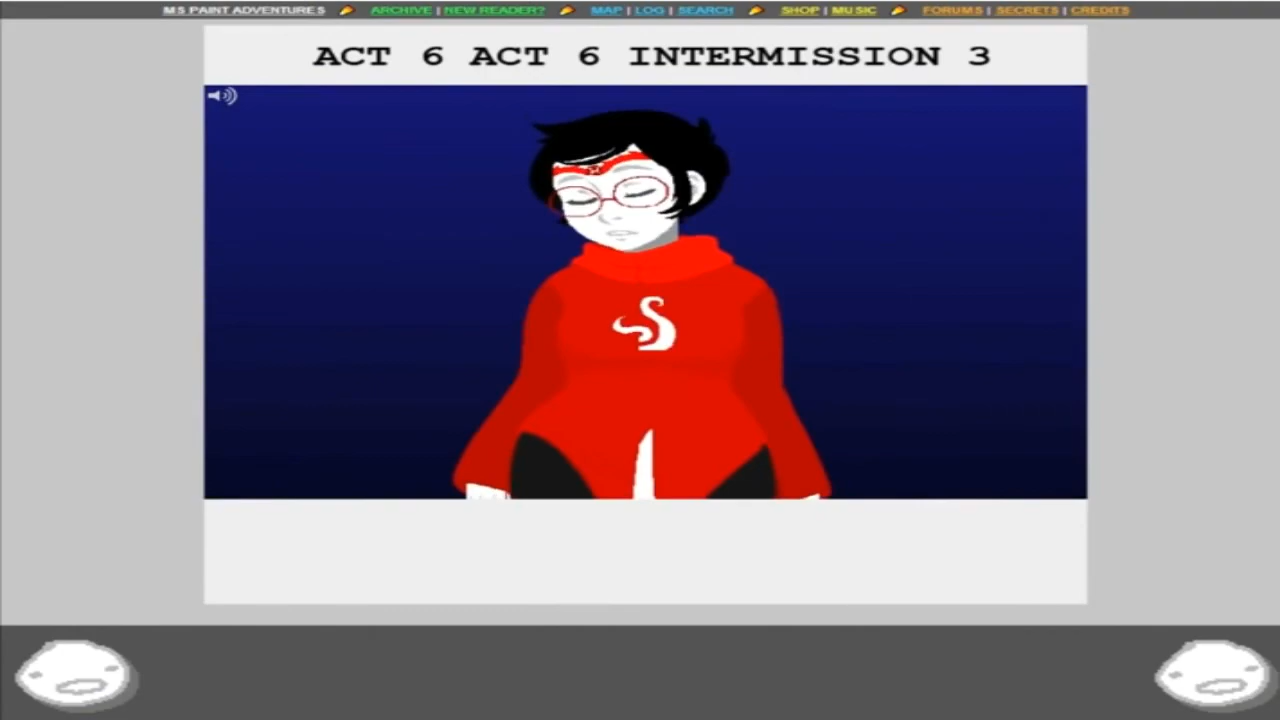 MS PAINT ADVENTURES ARCHIVE | NEW READER? MAP | LOG | SEARCH SHOP | MUSIC FORUMS | SECRETS | CREDITS
ACT 6 ACT 6 INTERMISSION 3